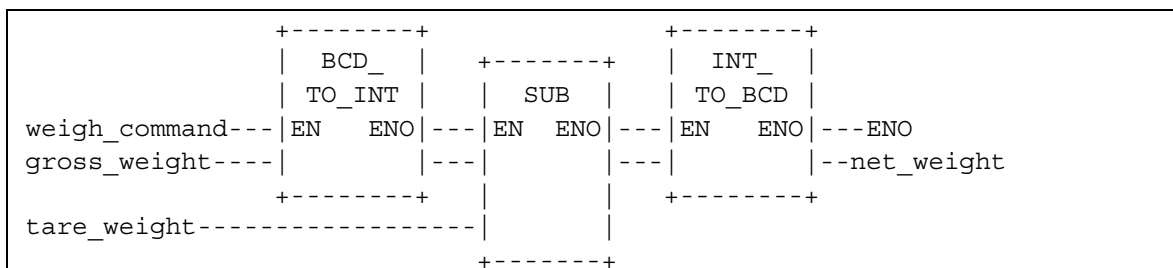 +--------+                +--------+
                |  BCD_  |   +-------+   |  INT_  |
                | TO_INT |   |  SUB  |   | TO_BCD |
weigh_command---|EN   ENO|---|EN  ENO|---|EN   ENO|---ENO
gross_weight----|        |---|       |---|        |--net_weight
                +--------+   |       |   +--------+
tare_weight------------------|       |
                             +-------+